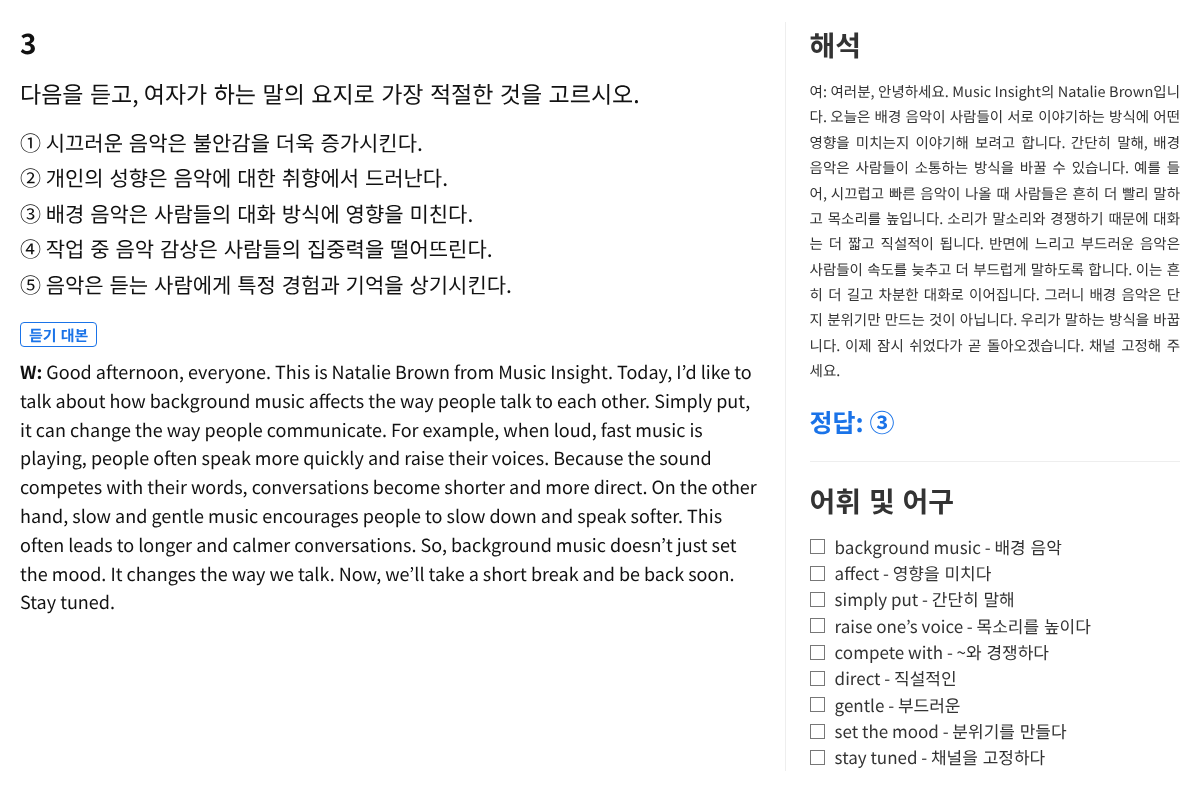 3
다음을 듣고, 여자가 하는 말의 요지로 가장 적절한 것을 고르시오.
① 시끄러운 음악은 불안감을 더욱 증가시킨다.
② 개인의 성향은 음악에 대한 취향에서 드러난다.
③ 배경 음악은 사람들의 대화 방식에 영향을 미친다.
④ 작업 중 음악 감상은 사람들의 집중력을 떨어뜨린다.
⑤ 음악은 듣는 사람에게 특정 경험과 기억을 상기시킨다.
듣기 대본
W: Good afternoon, everyone. This is Natalie Brown from Music Insight. Today, I’d like to
talk about how background music affects the way people talk to each other. Simply put,
it can change the way people communicate. For example, when loud, fast music is
playing, people often speak more quickly and raise their voices. Because the sound
competes with their words, conversations become shorter and more direct. On the other
hand, slow and gentle music encourages people to slow down and speak softer. This
often leads to longer and calmer conversations. So, background music doesn’t just set
the mood. It changes the way we talk. Now, we’ll take a short break and be back soon.
Stay tuned.
해석
여: 여러분, 안녕하세요. Music Insight의 Natalie Brown입니
다. 오늘은 배경 음악이 사람들이 서로 이야기하는 방식에 어떤
영향을 미치는지 이야기해 보려고 합니다. 간단히 말해, 배경
음악은 사람들이 소통하는 방식을 바꿀 수 있습니다. 예를 들
어, 시끄럽고 빠른 음악이 나올 때 사람들은 흔히 더 빨리 말하
고 목소리를 높입니다. 소리가 말소리와 경쟁하기 때문에 대화
는 더 짧고 직설적이 됩니다. 반면에 느리고 부드러운 음악은
사람들이 속도를 늦추고 더 부드럽게 말하도록 합니다. 이는 흔
히 더 길고 차분한 대화로 이어집니다. 그러니 배경 음악은 단
지 분위기만 만드는 것이 아닙니다. 우리가 말하는 방식을 바꿉
니다. 이제 잠시 쉬었다가 곧 돌아오겠습니다. 채널 고정해 주
세요.
정답: ③
어휘 및 어구
□ background music - 배경 음악
□ affect - 영향을 미치다
□ simply put - 간단히 말해
□ raise one’s voice - 목소리를 높이다
□ compete with - ~와 경쟁하다
□ direct - 직설적인
□ gentle - 부드러운
□ set the mood - 분위기를 만들다
□ stay tuned - 채널을 고정하다